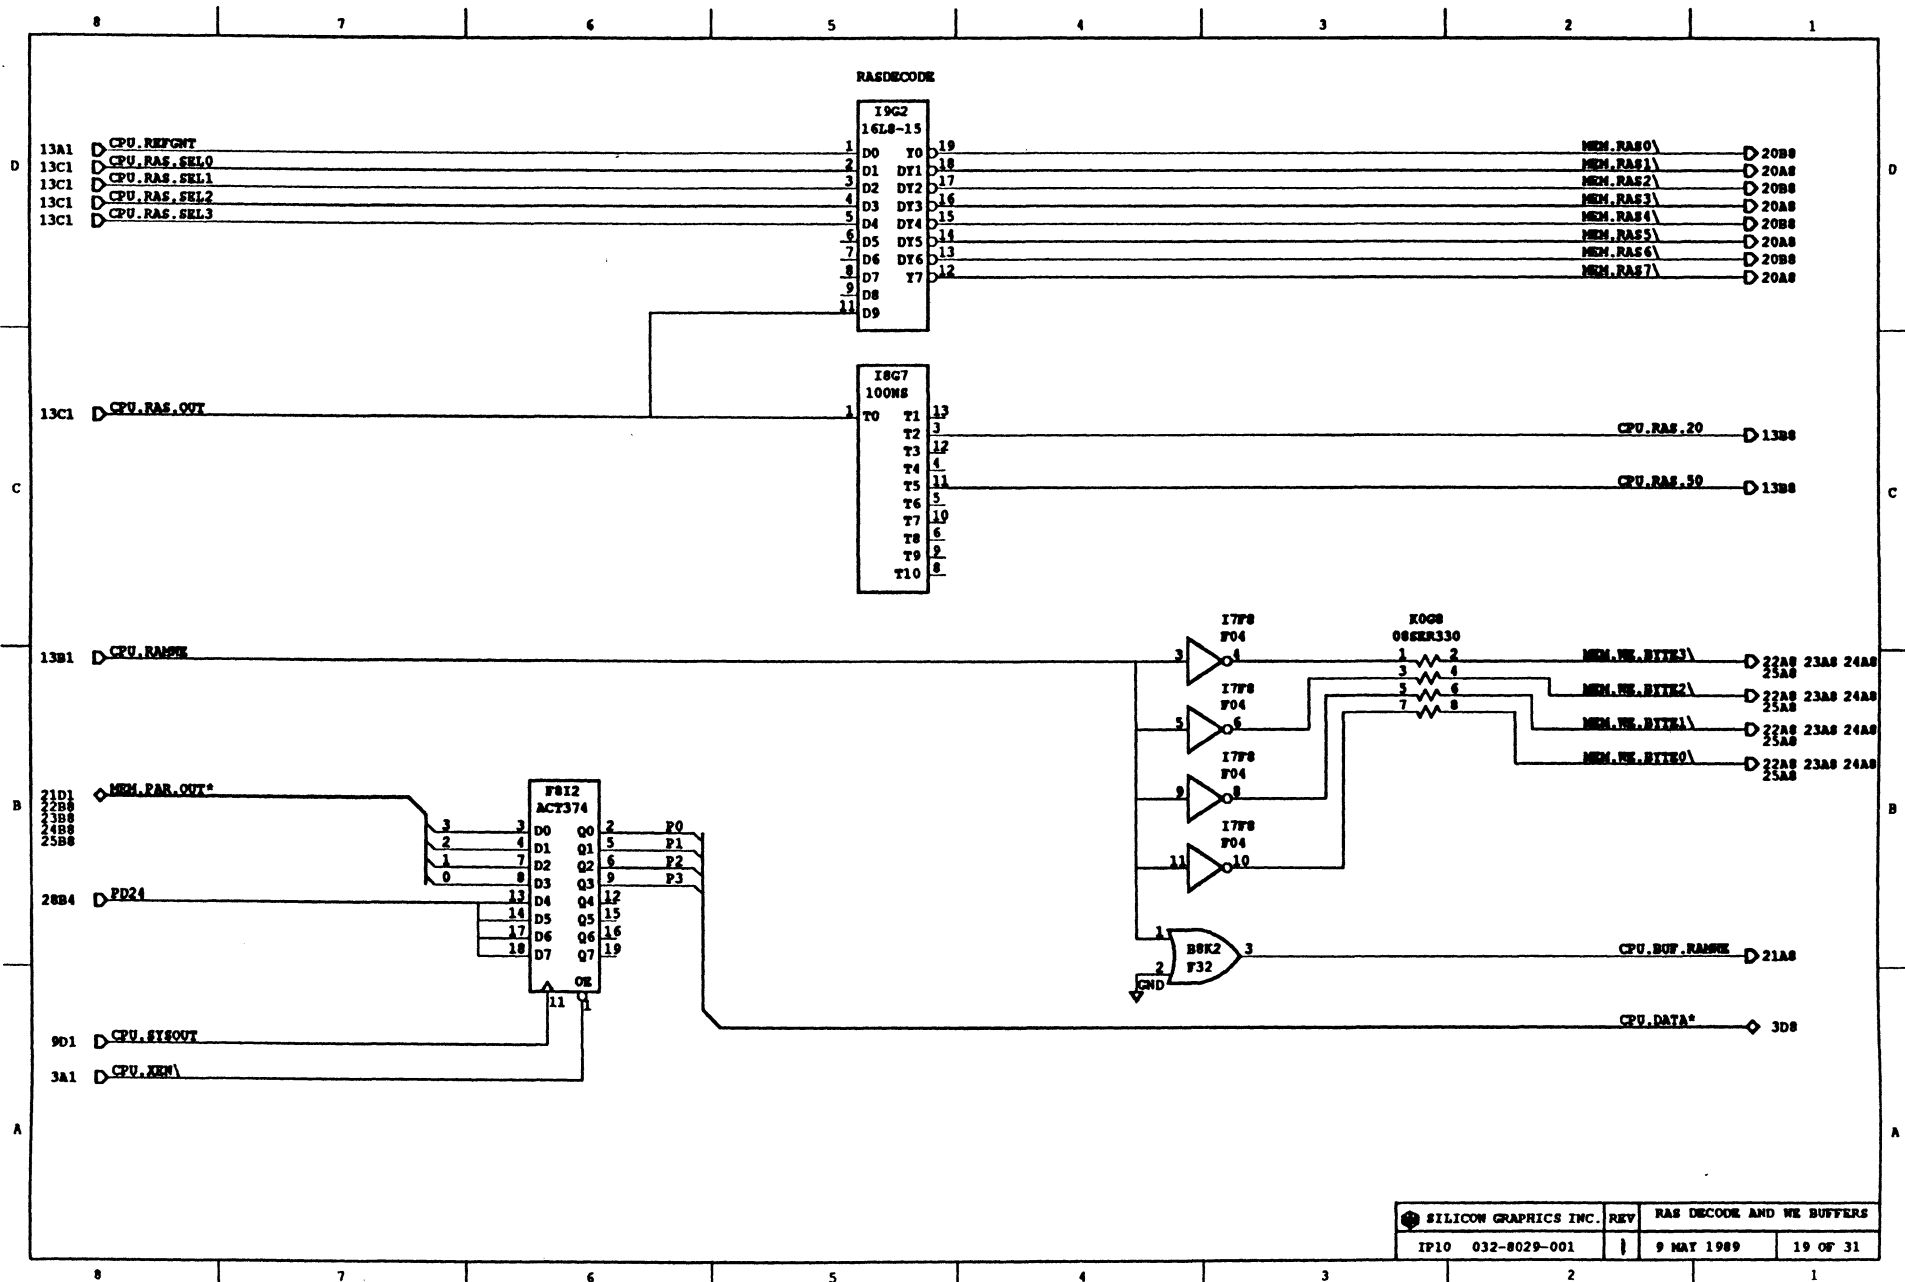 8 7 6 5 4 3 2 1
RASDECODE
I9G2
16L8-15
13A1 CPU.REFGNT 1 D0 Y0 19 MEM.RAS0\ 20B8
13C1 CPU.RAS.SEL0 2 D1 DY1 18 MEM.RAS1\ 20A8
13C1 CPU.RAS.SEL1 3 D2 DY2 17 MEM.RAS2\ 20B8
13C1 CPU.RAS.SEL2 4 D3 DY3 16 MEM.RAS3\ 20A8
13C1 CPU.RAS.SEL3 5 D4 DY4 15 MEM.RAS4\ 20B8
6 D5 DY5 14 MEM.RAS5\ 20A8
7 D6 DY6 13 MEM.RAS6\ 20B8
8 D7 Y7 12 MEM.RAS7\ 20A8
9 D8
11 D9
D D
I8G7
100NS
13C1 CPU.RAS.OUT 1 T0 T1 13
T2 3 CPU.RAS.20 13B8
T3 12
T4 4
T5 11 CPU.RAS.50 13B8
T6 5
T7 10
T8 6
T9 9
T10 8
C C
I7F8
F04
K0G8
08SER330
13B1 CPU.RAMWE 3 4 1 2 MEM.WE.BYTE3\ 22A8 23A8 24A8
25A8
3 4
I7F8
F04
5 6 MEM.WE.BYTE2\ 22A8 23A8 24A8
25A8
7 8
5 6 MEM.WE.BYTE1\ 22A8 23A8 24A8
25A8
I7F8
F04
MEM.WE.BYTE0\ 22A8 23A8 24A8
25A8
9 8
I7F8
F04
11 10
B B
21D1 MEM.PAR.OUT*
22B8
23B8
24B8
25B8
F8I2
ACT374
3 3 D0 Q0 2 P0
2 4 D1 Q1 5 P1
1 7 D2 Q2 6 P2
0 8 D3 Q3 9 P3
28B4 PD24 13 D4 Q4 12
14 D5 Q5 15
17 D6 Q6 16
18 D7 Q7 19
OE
11 1
1 B8K2 3 CPU.BUF.RAMWE 21A8
2 F32
GND
CPU.DATA* 3D8
9D1 CPU.SYSOUT
3A1 CPU.XEN\
A A
SILICON GRAPHICS INC. REV RAS DECODE AND WE BUFFERS
IP10 032-8029-001 9 MAY 1989 19 OF 31
8 7 6 5 4 3 2 1